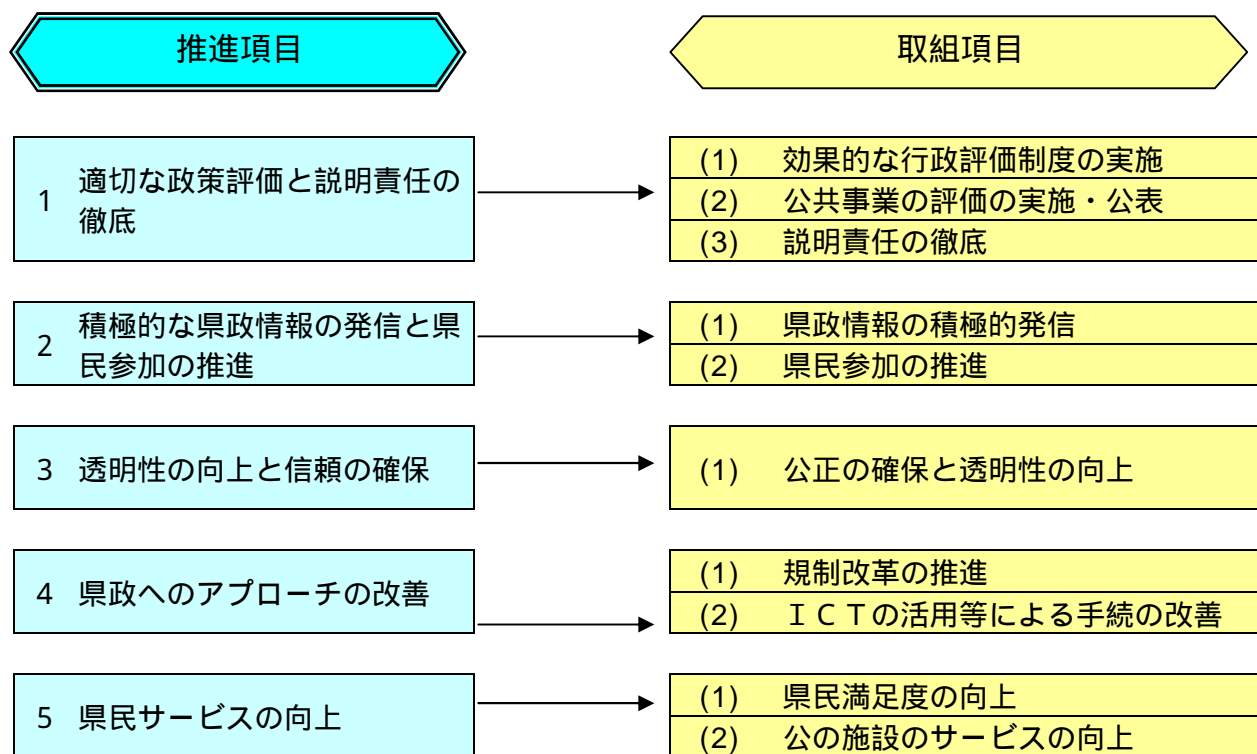 推進項目
取組項目
1
適切な政策評価と説明責任の
徹底
(1) 効果的な行政評価制度の実施
(2) 公共事業の評価の実施・公表
(3) 説明責任の徹底
2
積極的な県政情報の発信と県
民参加の推進
(1) 県政情報の積極的発信
(2) 県民参加の推進
3 透明性の向上と信頼の確保
(1) 公正の確保と透明性の向上
4 県政へのアプローチの改善
(1) 規制改革の推進
(2) ＩＣＴの活用等による手続の改善
5 県民サービスの向上
(1) 県民満足度の向上
(2) 公の施設のサービスの向上